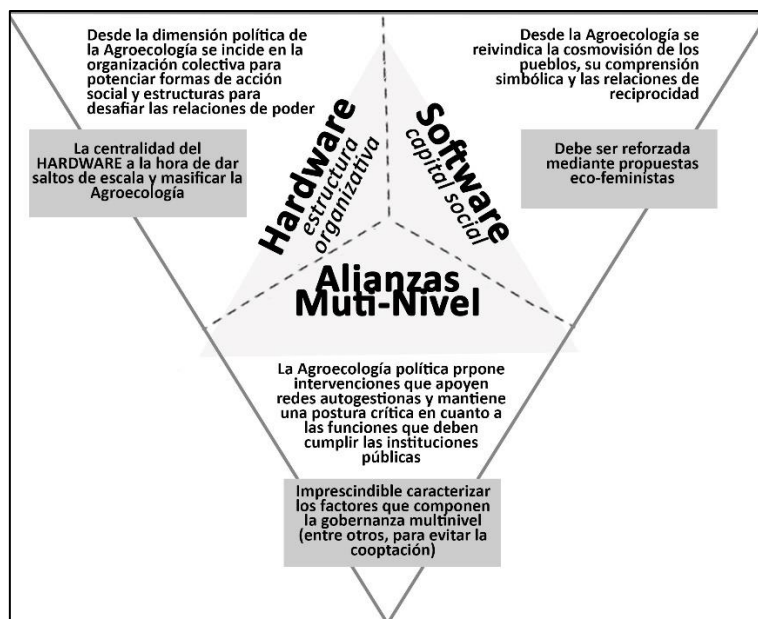 Desde la dimensión política de
la Agroecología se incide en la
organización colectiva para
potenciar formas de acción
social y estructuras para
desafiar las relaciones de poder
La centralidad del
HARDWARE a la hora de dar
saltos de escala y masificar la
Agroecología
Hardware
estructura
organizativa
Software
capital social
Desde la Agroecología se
reivindica la cosmovisión de los
pueblos, su comprensión
simbólica y las relaciones de
reciprocidad
Debe ser reforzada
mediante propuestas
eco-feministas
Alianzas
Muti-Nivel
La Agroecología política prpone
intervenciones que apoyen
redes autogestionas y mantiene
una postura crítica en cuanto a
las funciones que deben
cumplir las instituciones
públicas
Imprescindible caracterizar
los factores que componen
la gobernanza multinivel
(entre otros, para evitar la
cooptación)